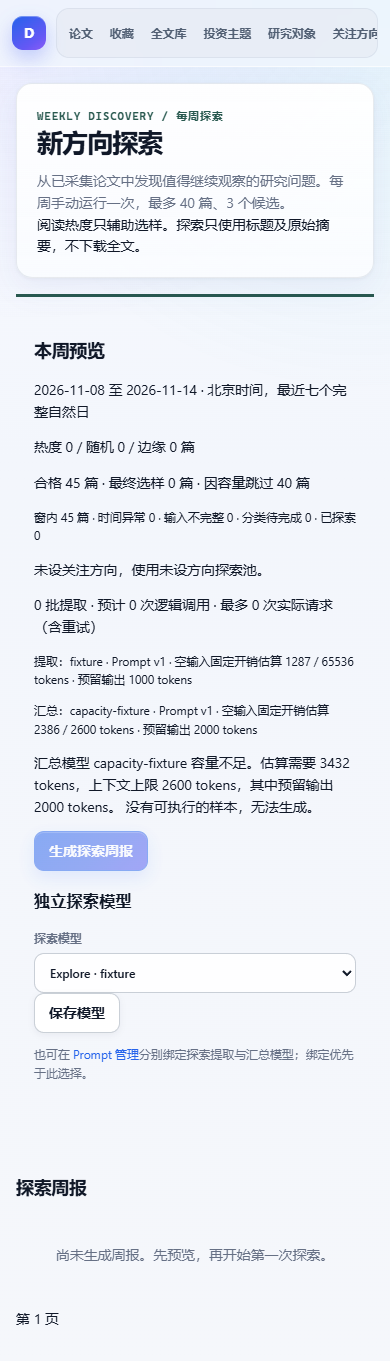 D 论文 收藏 全文库 投资主题 研究对象 关注方向
WEEKLY DISCOVERY / 每周探索
新方向探索
从已采集论文中发现值得继续观察的研究问题。每
周手动运行一次，最多 40 篇、3 个候选。
阅读热度只辅助选样。探索只使用标题及原始摘
要，不下载全文。
本周预览
2026-11-08 至 2026-11-14 · 北京时间，最近七个完
整自然日
热度 0 / 随机 0 / 边缘 0 篇
合格 45 篇 · 最终选样 0 篇 · 因容量跳过 40 篇
窗内 45 篇 · 时间异常 0 · 输入不完整 0 · 分类待完成 0 · 已探索
0
未设关注方向，使用未设方向探索池。
0 批提取 · 预计 0 次逻辑调用 · 最多 0 次实际请求
（含重试）
提取：fixture · Prompt v1 · 空输入固定开销估算 1287 / 65536
tokens · 预留输出 1000 tokens
汇总：capacity-fixture · Prompt v1 · 空输入固定开销估算
2386 / 2600 tokens · 预留输出 2000 tokens
汇总模型 capacity-fixture 容量不足。估算需要 3432
tokens，上下文上限 2600 tokens，其中预留输出
2000 tokens。 没有可执行的样本，无法生成。
生成探索周报
独立探索模型
探索模型
Explore · fixture
保存模型
也可在 Prompt 管理分别绑定探索提取与汇总模型；绑定优先
于此选择。
探索周报
尚未生成周报。先预览，再开始第一次探索。
第 1 页